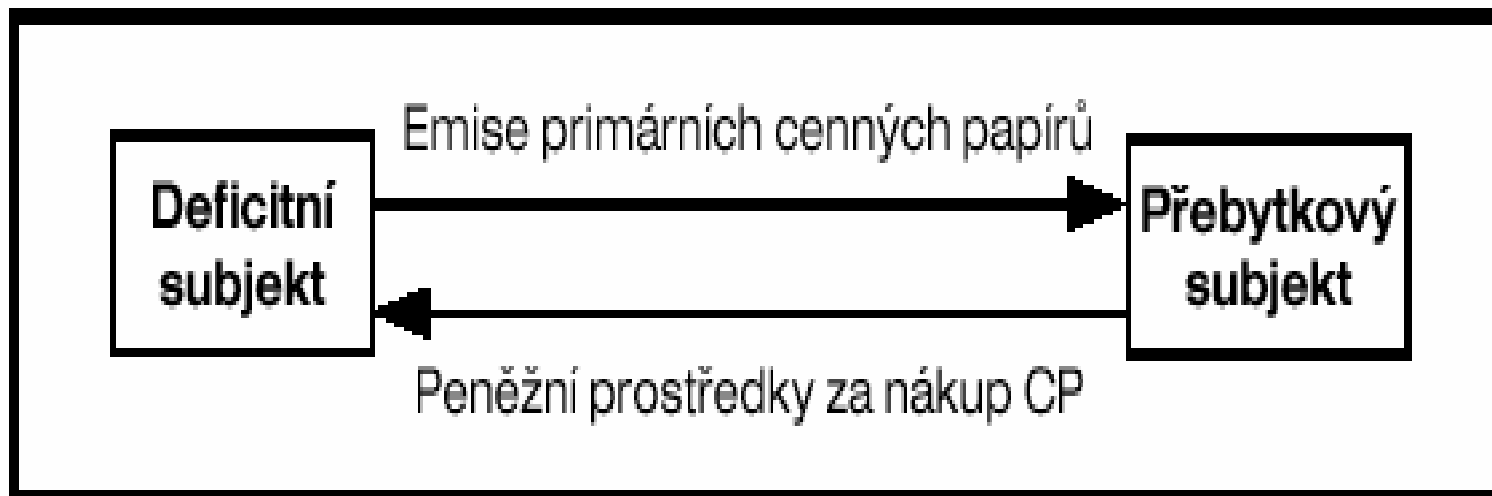 Emise primárních cenných papírů
Deficitní
subjekt
Přebytkový
subjekt
Peněžní prostředky za nákup CP